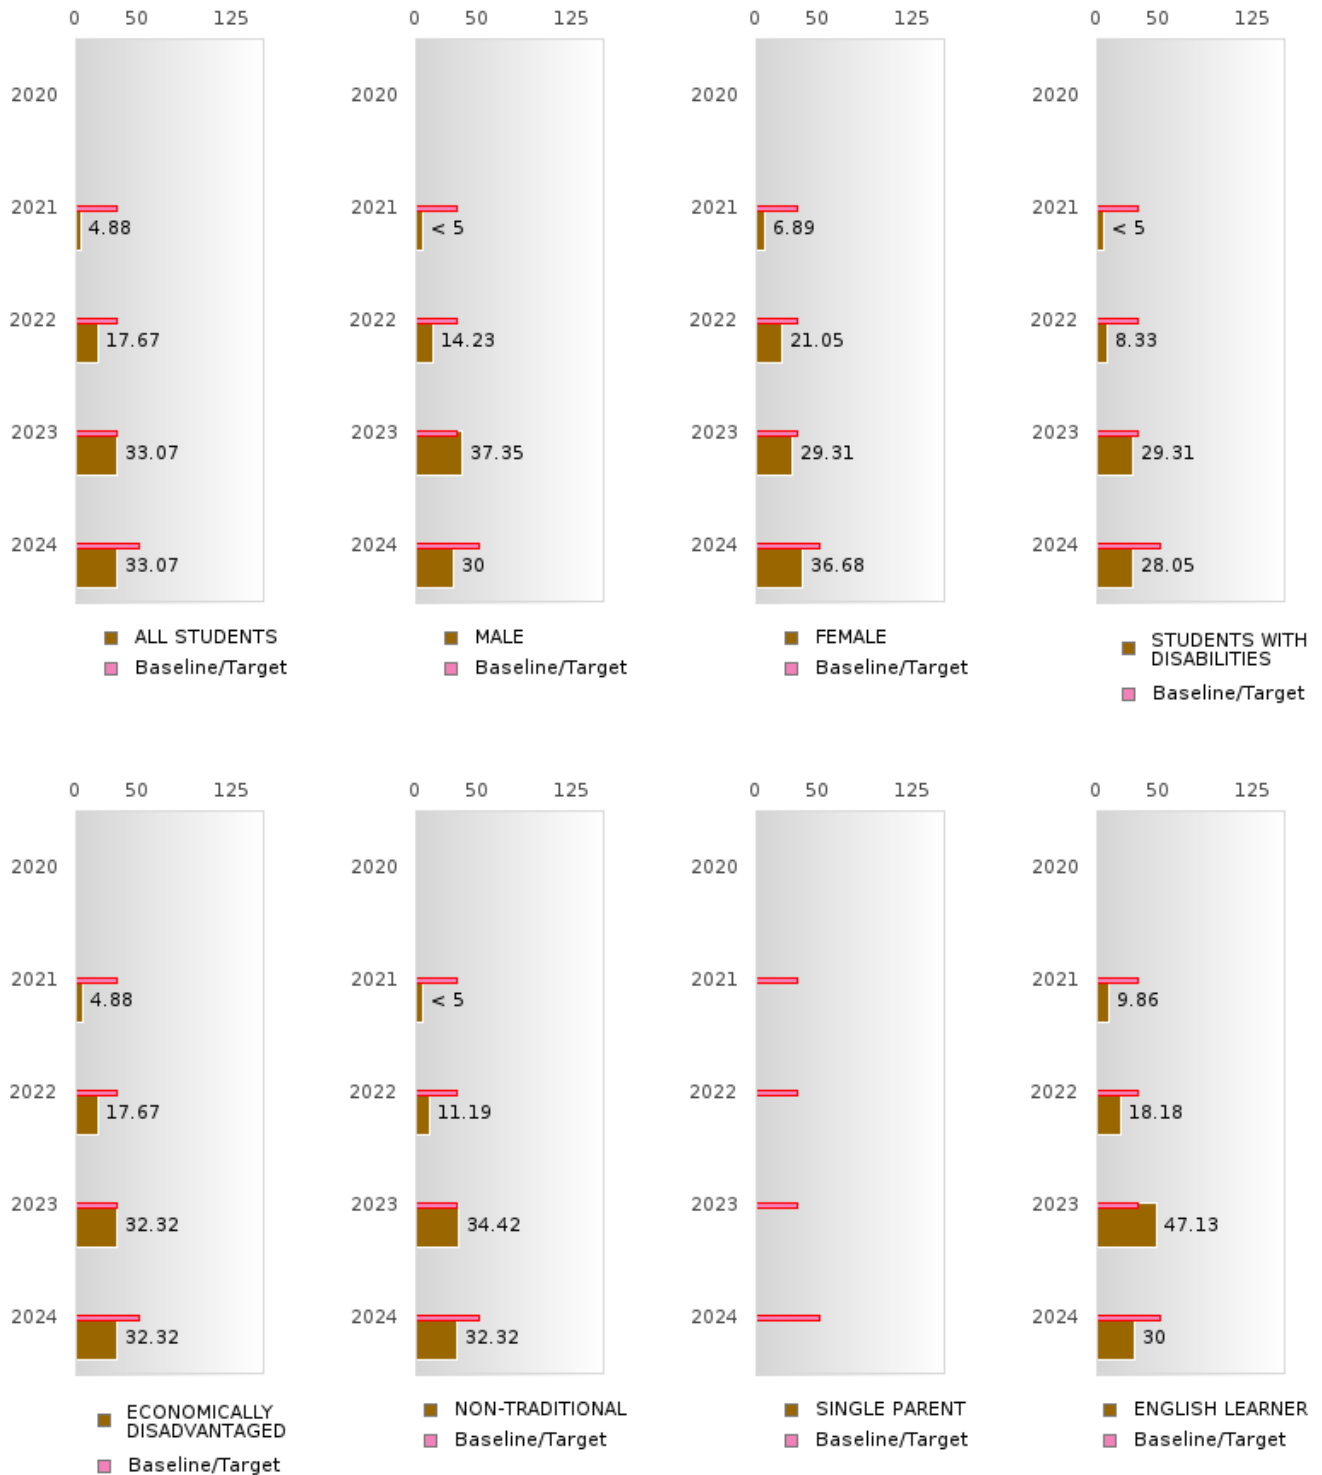 0 50 125 0 50 125 0 50 125 0 50 125
2020 2020 2020 2020
2021 2021 2021 2021
4.88 < 5 6.89 < 5
2022 2022 2022 2022
17.67 14.23 21.05 8.33
2023 2023 2023 2023
33.07 37.35 29.31 29.31
2024 2024 2024 2024
33.07 30 36.68 28.05
ALL STUDENTS MALE FEMALE STUDENTS WITH
DISABILITIES
Baseline/Target Baseline/Target Baseline/Target Baseline/Target
0 50 125 0 50 125 0 50 125 0 50 125
2020 2020 2020 2020
2021 2021 2021 2021
4.88 < 5 9.86
2022 2022 2022 2022
17.67 11.19 18.18
2023 2023 2023 2023
32.32 34.42 47.13
2024 2024 2024 2024
32.32 32.32 30
ECONOMICALLY NON-TRADITIONAL SINGLE PARENT ENGLISH LEARNER
DISADVANTAGED
Baseline/Target Baseline/Target Baseline/Target Baseline/Target